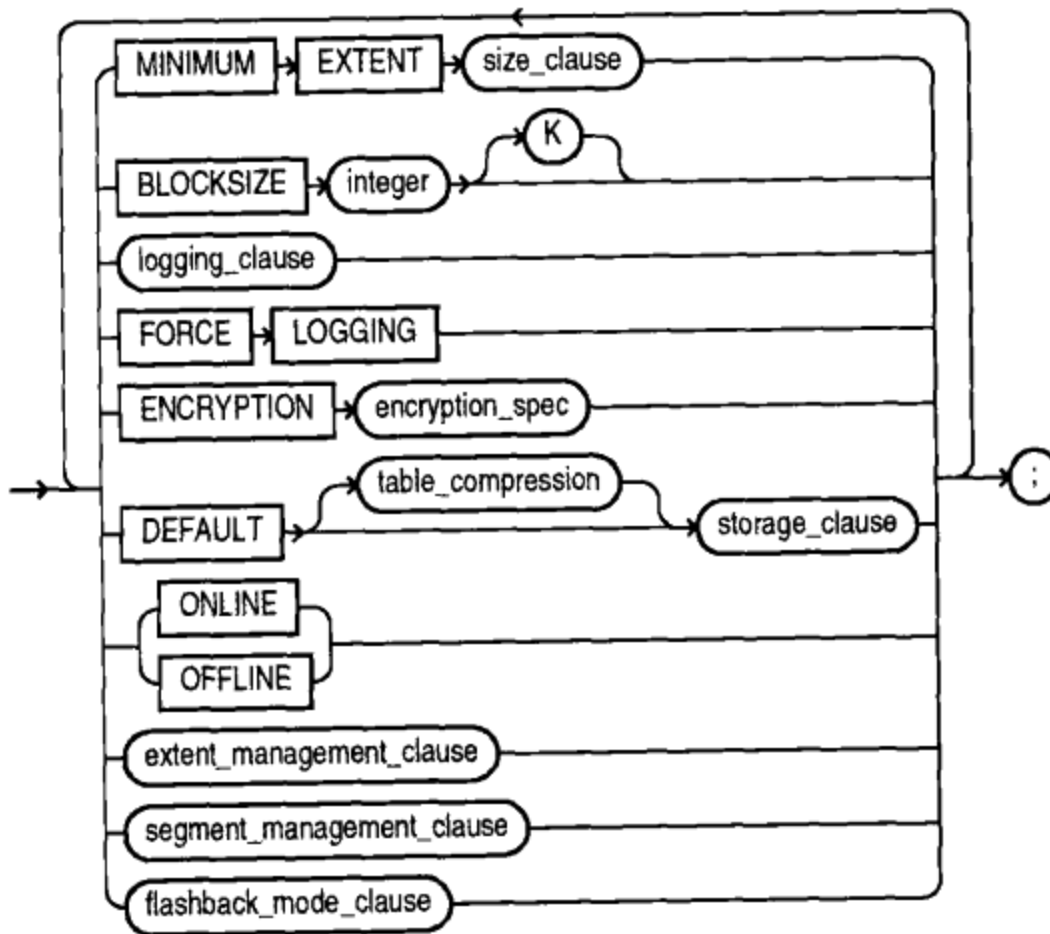 MINIMUM EXTENT size_clause
K
BLOCKSIZE integer
logging_clause
FORCE LOGGING
ENCRYPTION encryption_spec
table_compression
DEFAULT storage_clause
;
ONLINE
OFFLINE
extent_management_clause
segment_management_clause
flashback_mode_clause